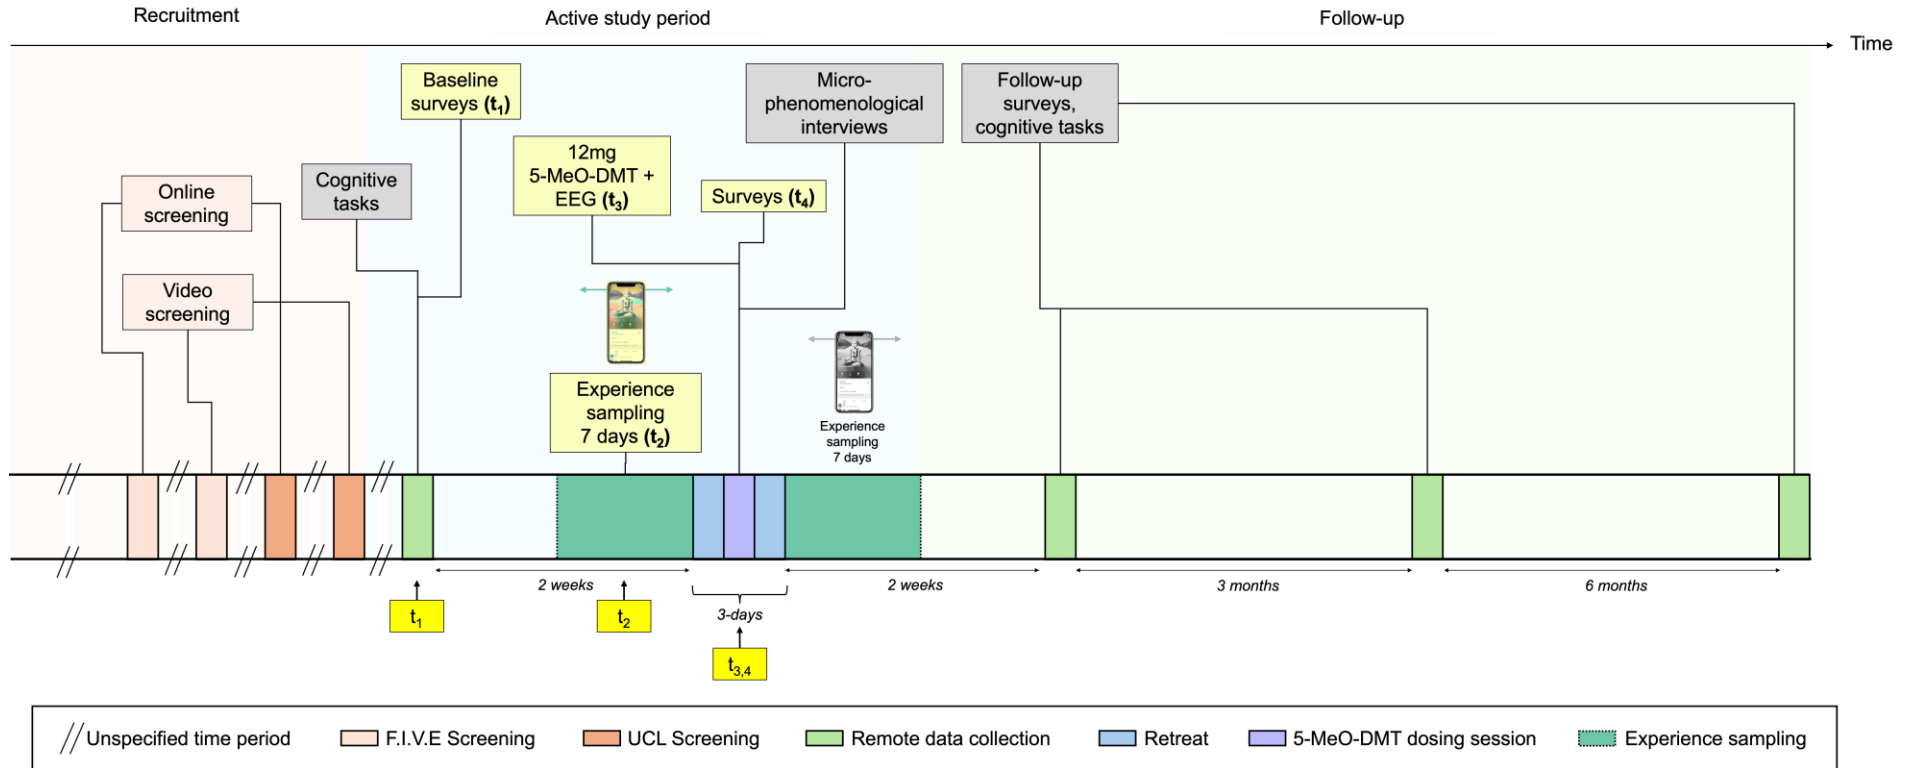 Recruitment
Active study period
Follow-up
Time
Baseline
surveys (t1)
Micro-
phenomenological
interviews
Follow-up
surveys,
cognitive tasks
12mg
5-MeO-DMT +
EEG (t3)
Cognitive
tasks
Online
screening
Surveys (t4)
Video
screening
Experience
sampling
7 days (t2)
Experience
sampling
7 days
2 weeks
2 weeks
3 months
6 months
t1
t2
3-days
t3,4
Unspecified time period
F.I.V.E Screening
UCL Screening
Remote data collection
Retreat
5-MeO-DMT dosing session
Experience sampling